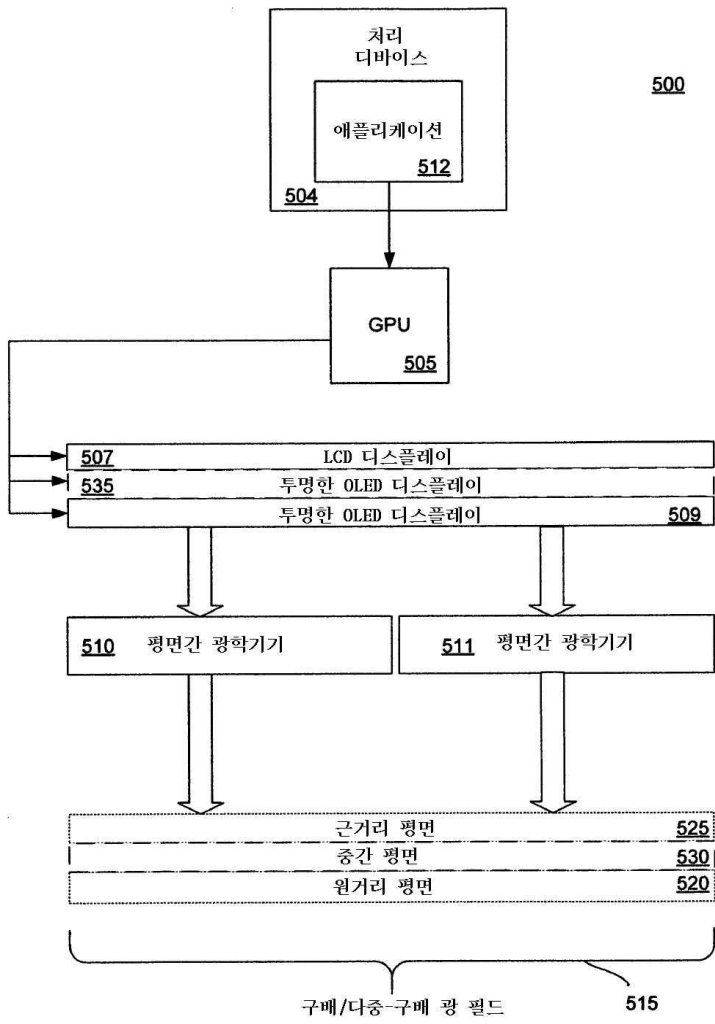 처리
디바이스
500
애플리케이션
512
504
GPU
505
507 LCD 디스플레이
535 투명한 OLED 디스플레이
투명한 OLED 디스플레이 509
510 평면간 광학기기
511 평면간 광학기기
근거리 평면 525
중간 평면 530
원거리 평면 520
515
구배/다중-구배 광 필드